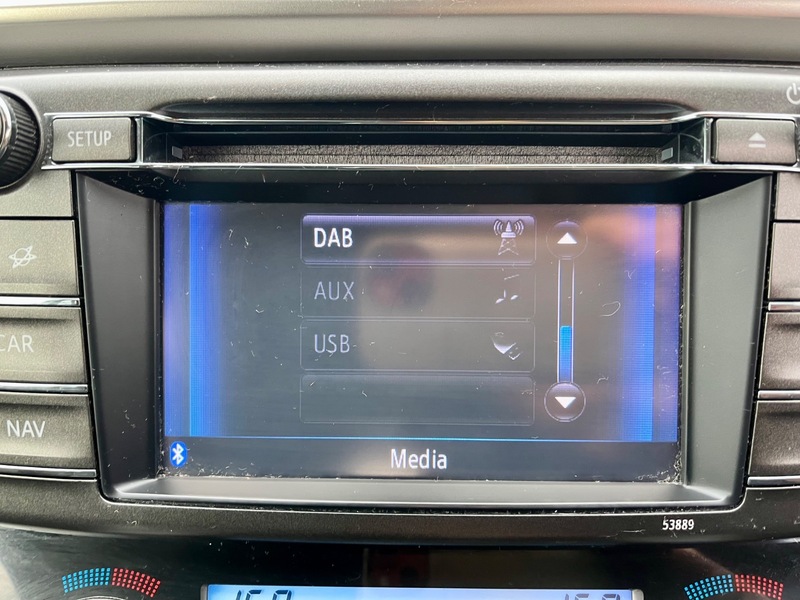 SETUP
DAB
AUX
USB
CAR
NAV
Media
53889